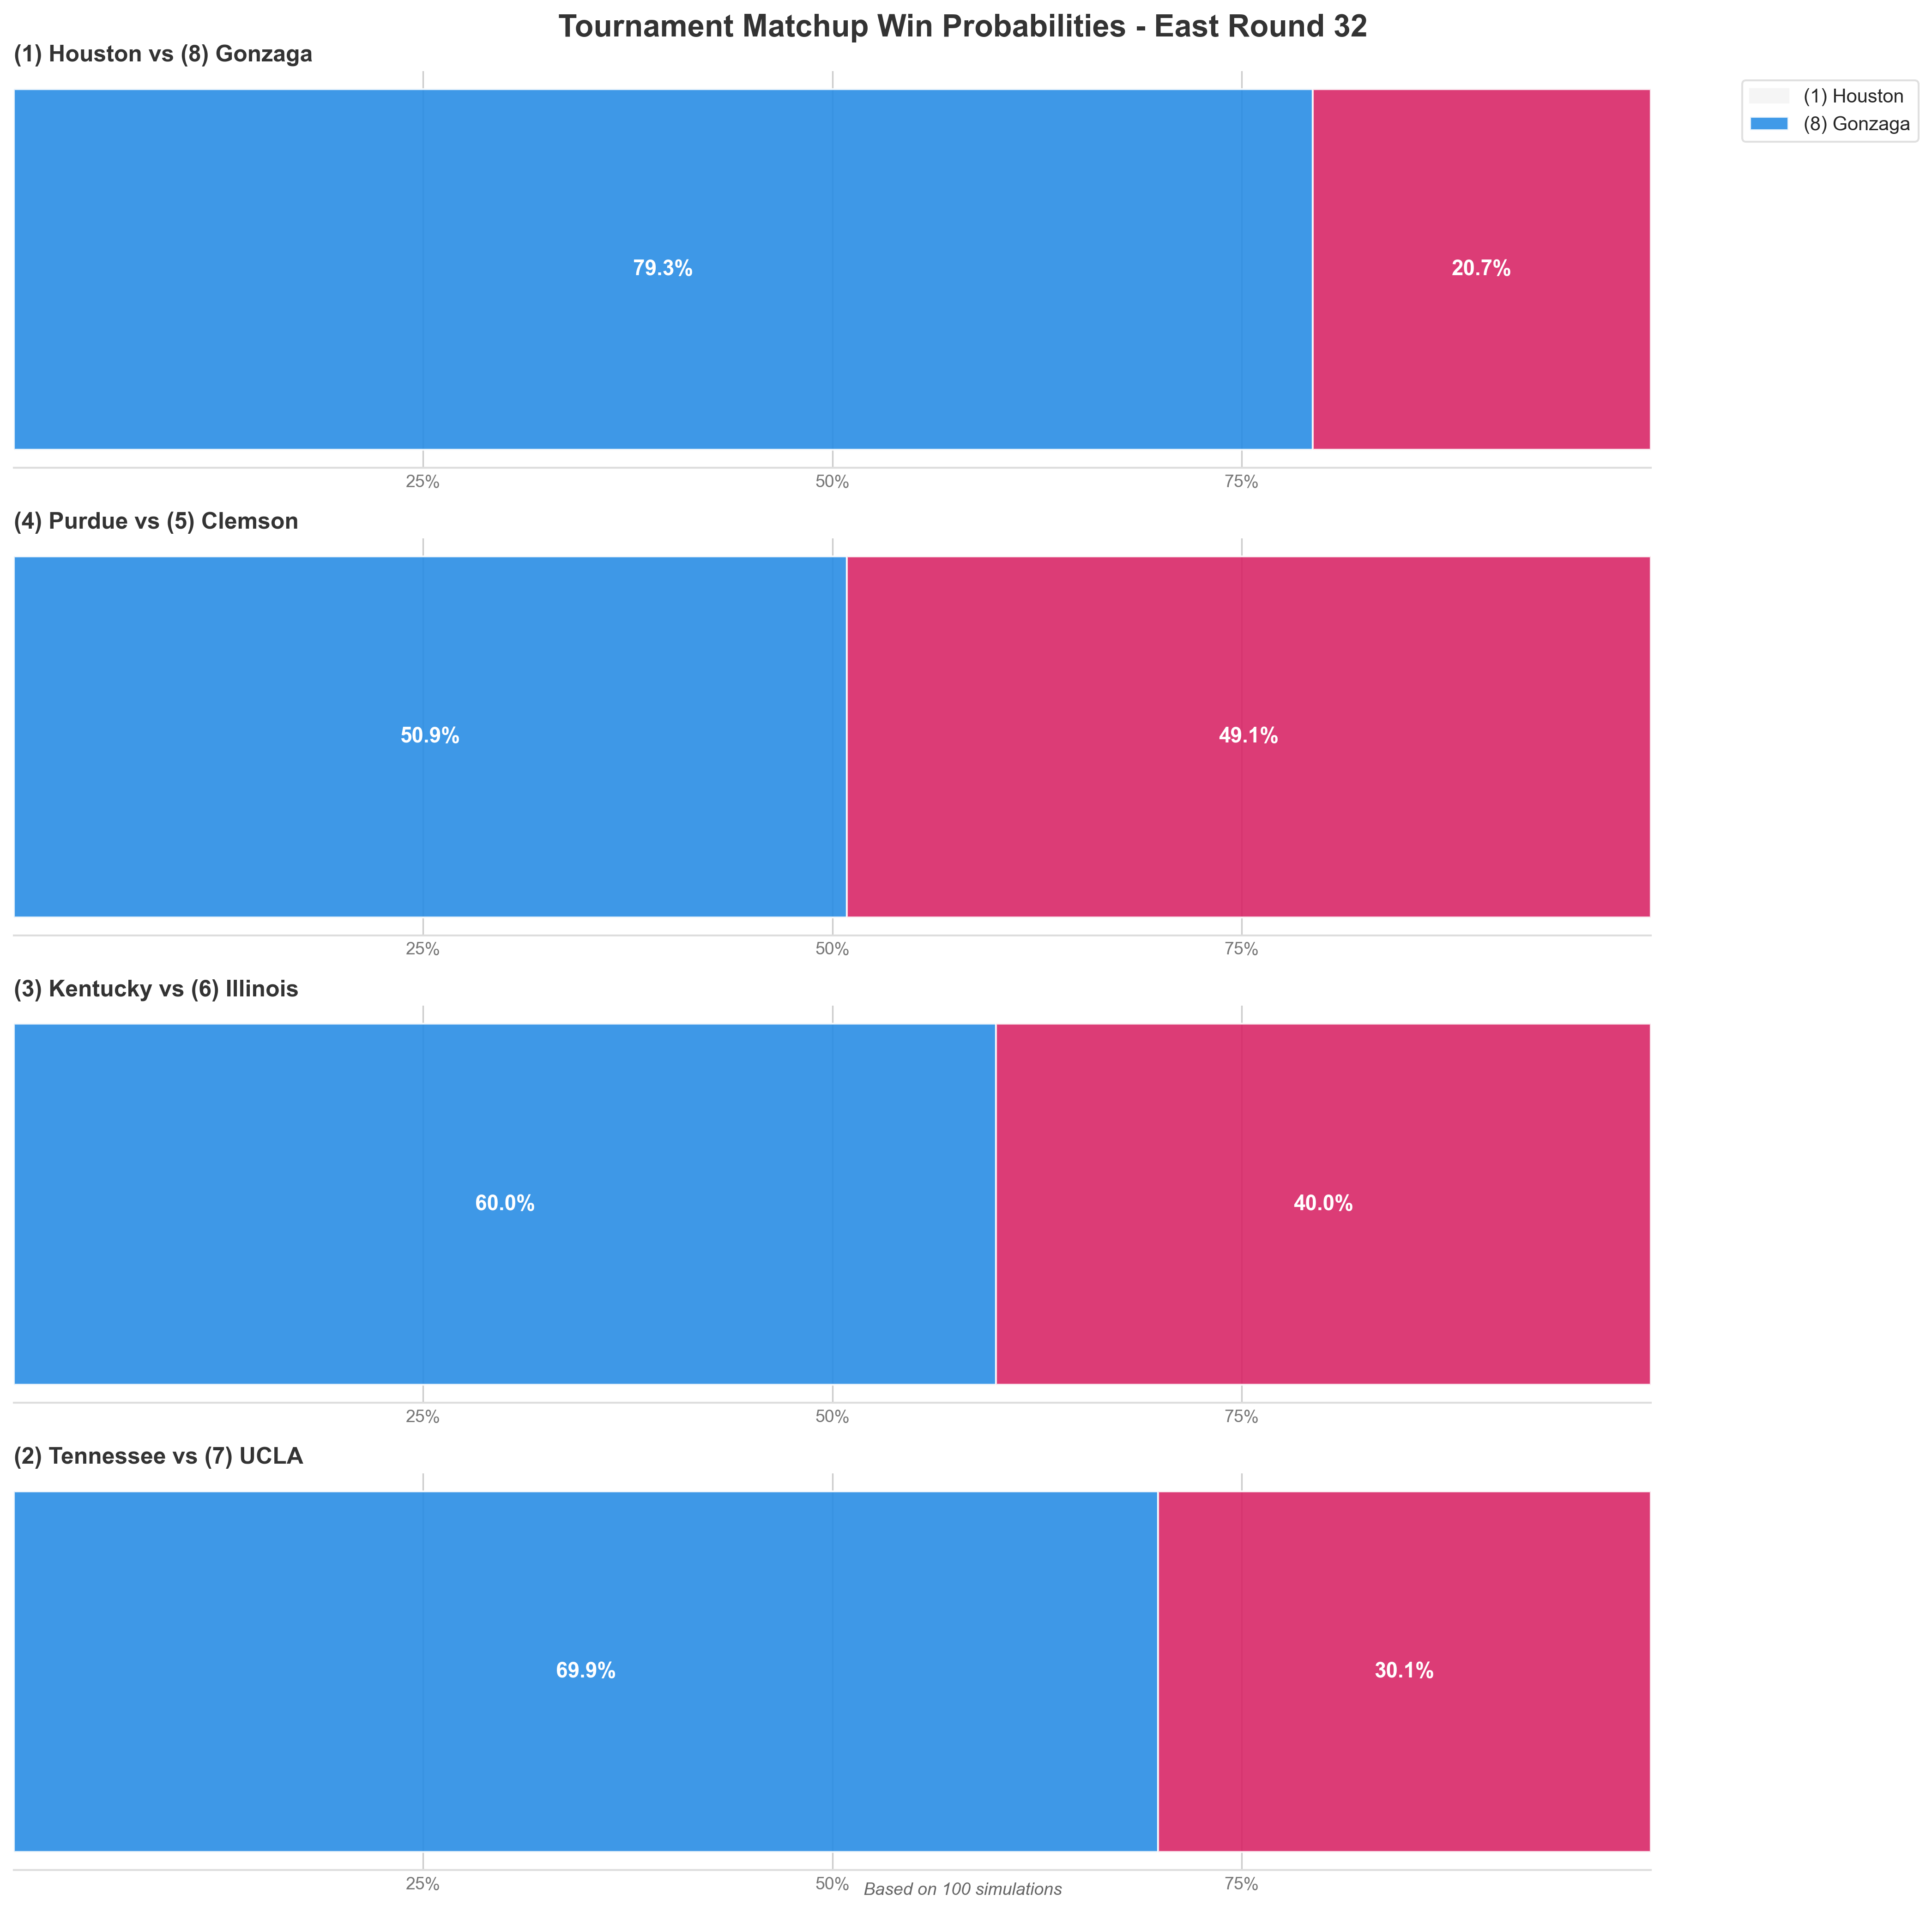 Tournament Matchup Win Probabilities - East Round 32
(1) Houston vs (8) Gonzaga
(1) Houston
(8) Gonzaga
79.3%
20.7%
25%
50%
75%
(4) Purdue vs (5) Clemson
50.9%
49.1%
25%
50%
75%
(3) Kentucky vs (6) Illinois
60.0%
40.0%
25%
50%
75%
(2) Tennessee vs (7) UCLA
69.9%
30.1%
25%
50%
75%
Based on 100 simulations